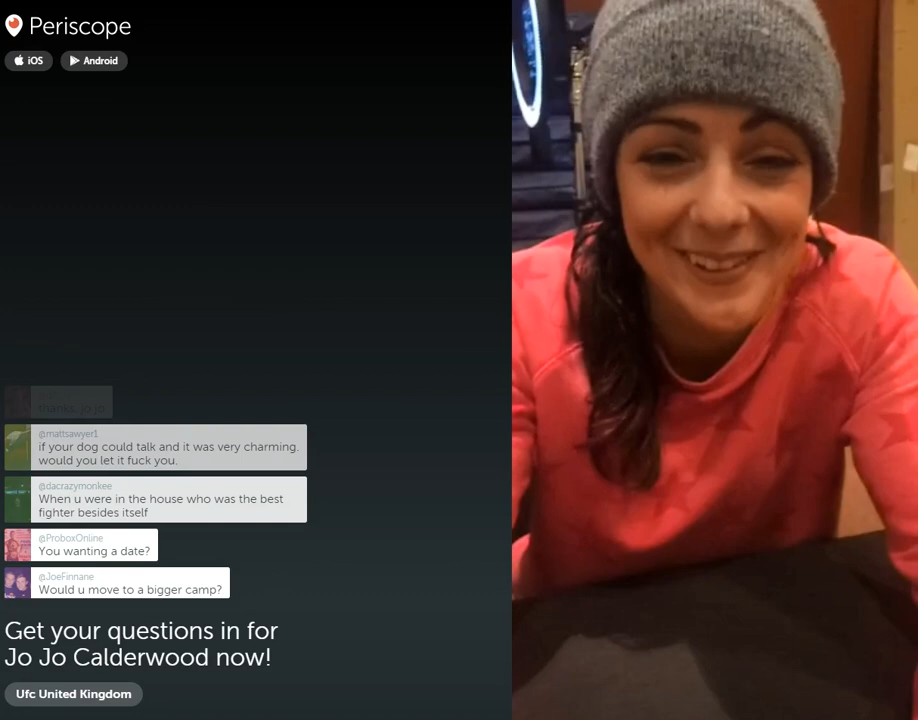 Periscope
iOS
Android
thanks, jo jo
@mattsawyer1
if your dog could talk and it was very charming.
would you let it fuck you.
@dacrazymonkee
When u were in the house who was the best
fighter besides itself
@ProboxOnline
You wanting a date?
@JoeFinnane
Would u move to a bigger camp?
Get your questions in for
Jo Jo Calderwood now!
Ufc United Kingdom